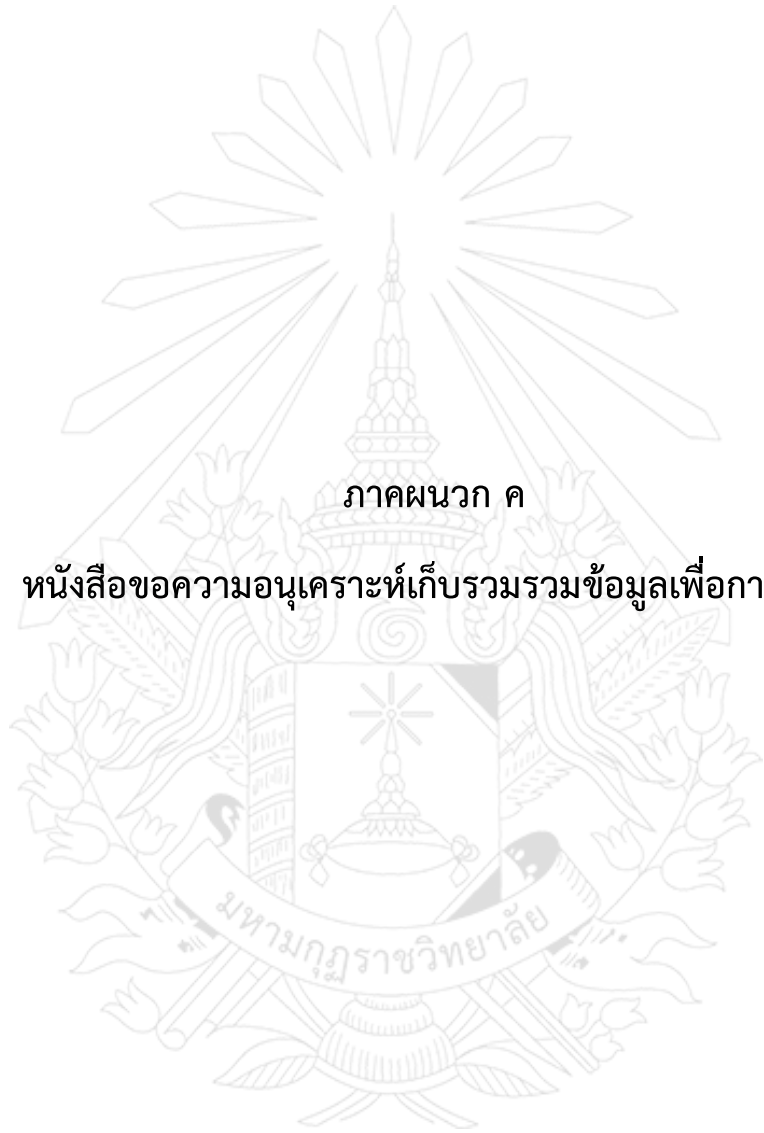 ภาคผนวก ค
หนังสือขอความอนุเคราะห์เก็บรวมรวมข้อมูลเพื่อกา
มหามกุฏราชวิทยาลัย